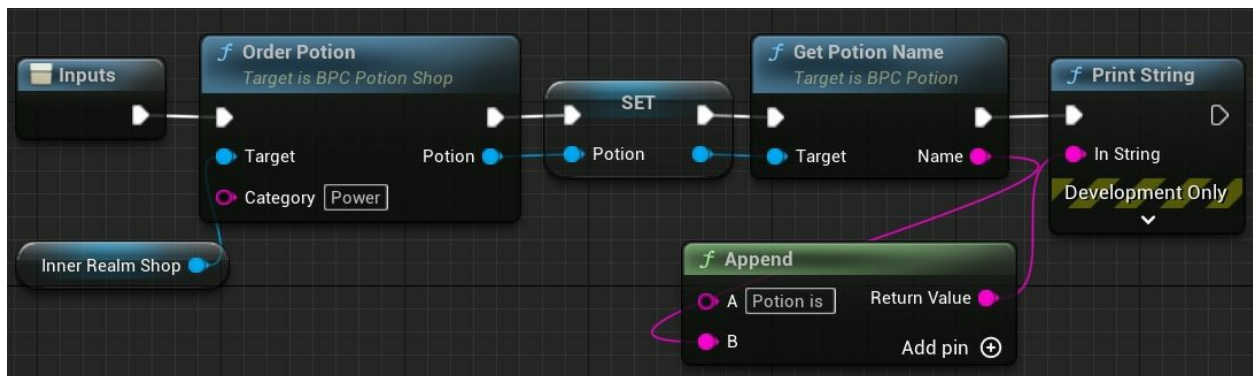 Inputs
Order Potion
Target is BPC Potion Shop
Target
Potion
Category
Power
Inner Realm Shop
SET
Potion
Get Potion Name
Target is BPC Potion
Target
Name
Append
A
Potion is
Return Value
B
Add pin
Print String
In String
Development Only